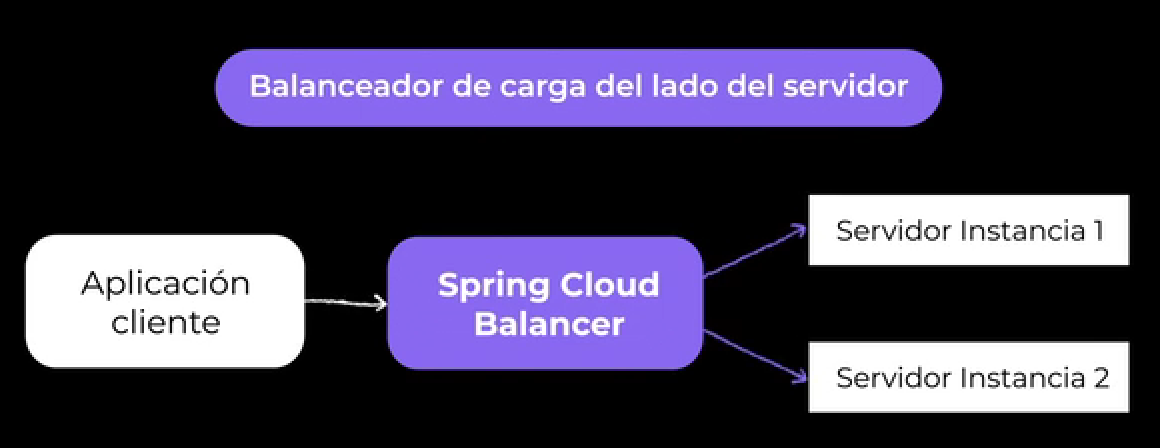 Balanceador de carga del lado del servidor
Aplicación
cliente
Spring Cloud
Balancer
Servidor Instancia 1
Servidor Instancia 2